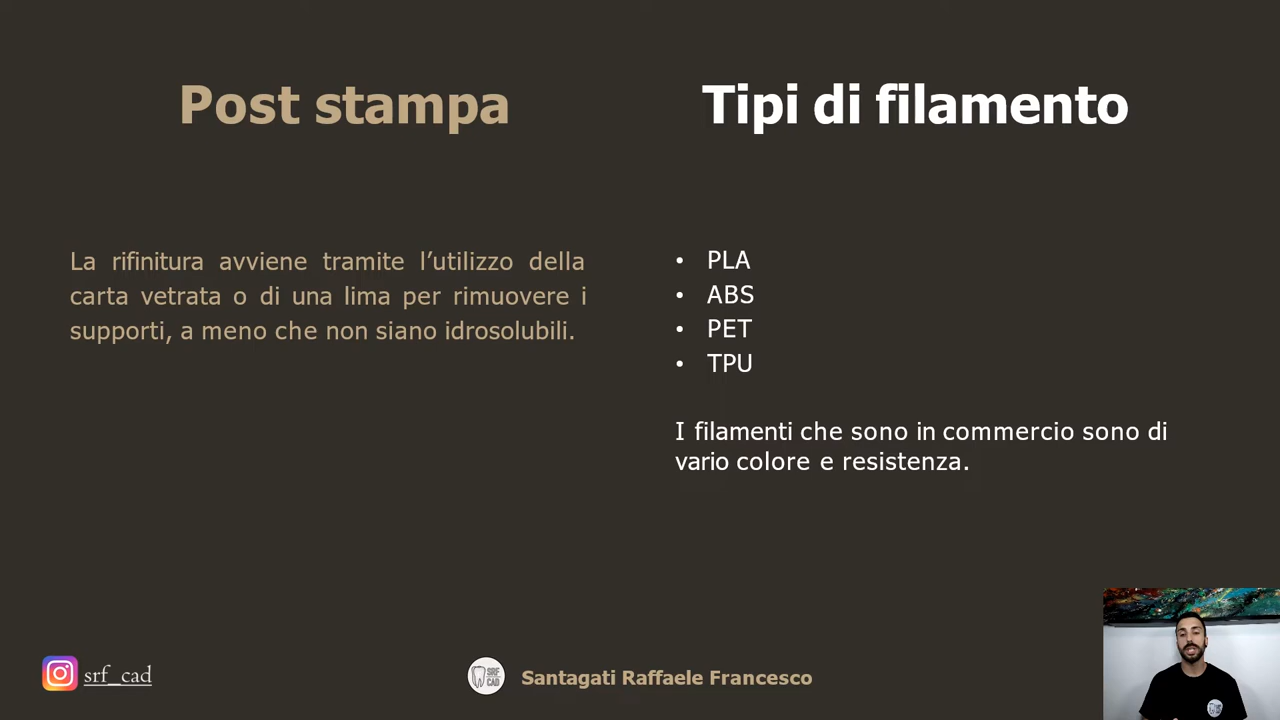 Post stampa
La rifinitura avviene tramite l’utilizzo della
carta vetrata o di una lima per rimuovere i
supporti, a meno che non siano idrosolubili.
Tipi di filamento
• PLA
• ABS
• PET
• TPU
I filamenti che sono in commercio sono di
vario colore e resistenza.
srf_cad
SRF
CAD
Santagati Raffaele Francesco